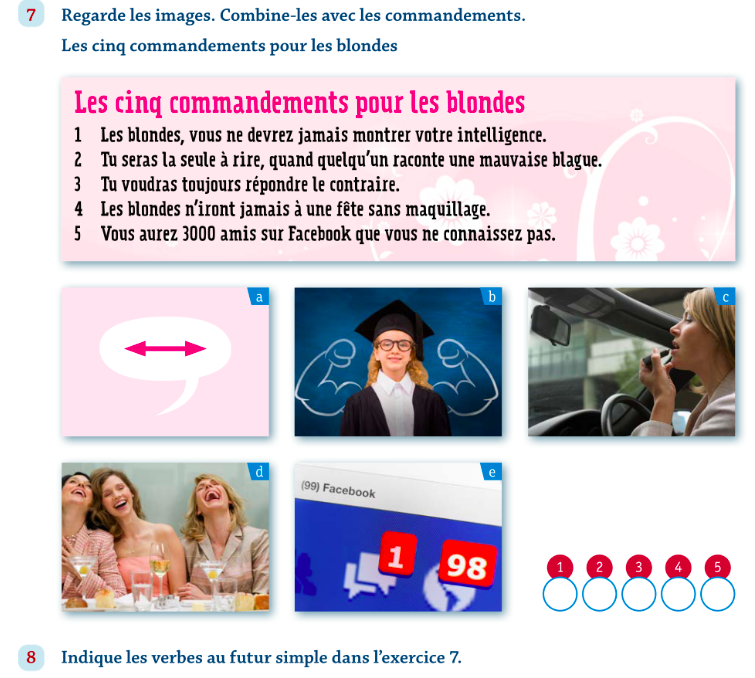 7 Regarde les images. Combine-les avec les commandements.
Les cinq commandements pour les blondes
Les cinq commandements pour les blondes
1 Les blondes, vous ne devrez jamais montrer votre intelligence.
2 Tu seras la seule à rire, quand quelqu'un raconte une mauvaise blague.
3 Tu voudras toujours répondre le contraire.
4 Les blondes n'iront jamais à une fête sans maquillage.
5 Vous aurez 3000 amis sur Facebook que vous ne connaissez pas.
a
b
c
d
e
(99) Facebook
1 98
1 2 3 4 5
8 Indique les verbes au futur simple dans l'exercice 7.